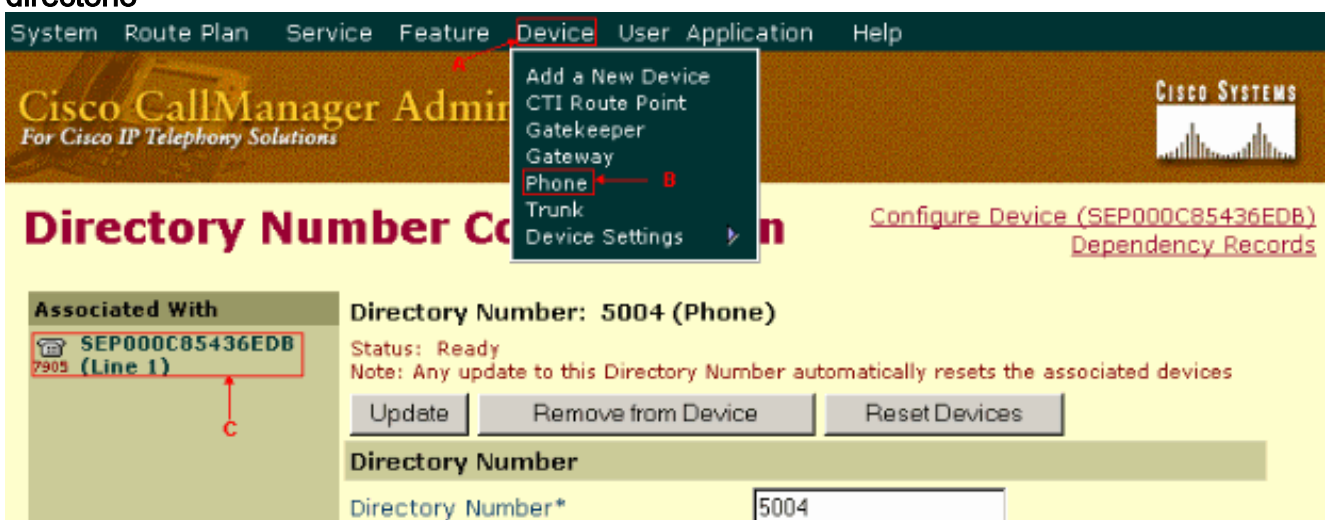 directorio
System Route Plan Service Feature Device User Application Help
A
Add a New Device
CTI Route Point
Gatekeeper
Gateway
Phone B
Trunk
Device Settings
Cisco CallManager Admin
For Cisco IP Telephony Solutions
CISCO SYSTEMS
Directory Number Co n
Configure Device (SEP000C85436EDB)
Dependency Records
Associated With
SEP000C85436EDB
7905 (Line 1)
C
Directory Number: 5004 (Phone)
Status: Ready
Note: Any update to this Directory Number automatically resets the associated devices
Update Remove from Device Reset Devices
Directory Number
Directory Number* 5004